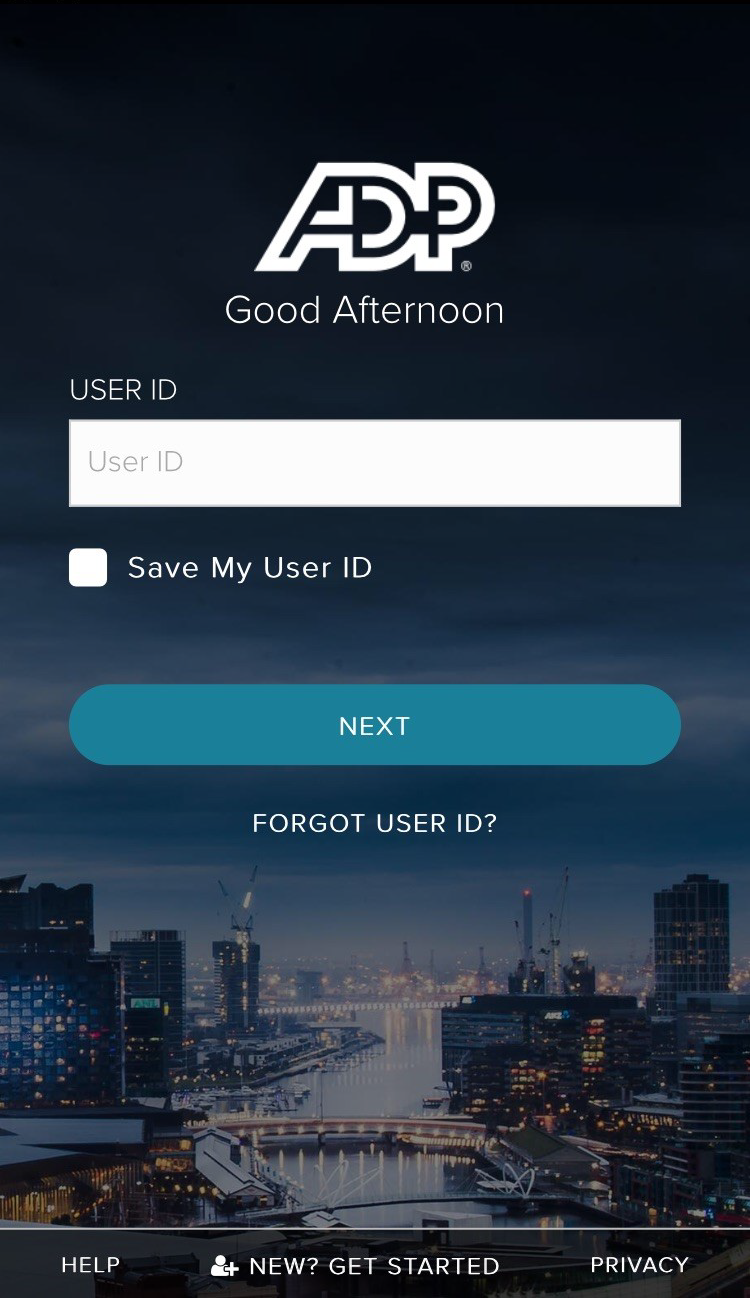 ADP®
Good Afternoon
USER ID
User ID
Save My User ID
NEXT
FORGOT USER ID?
ANZ
HELP
NEW? GET STARTED
PRIVACY